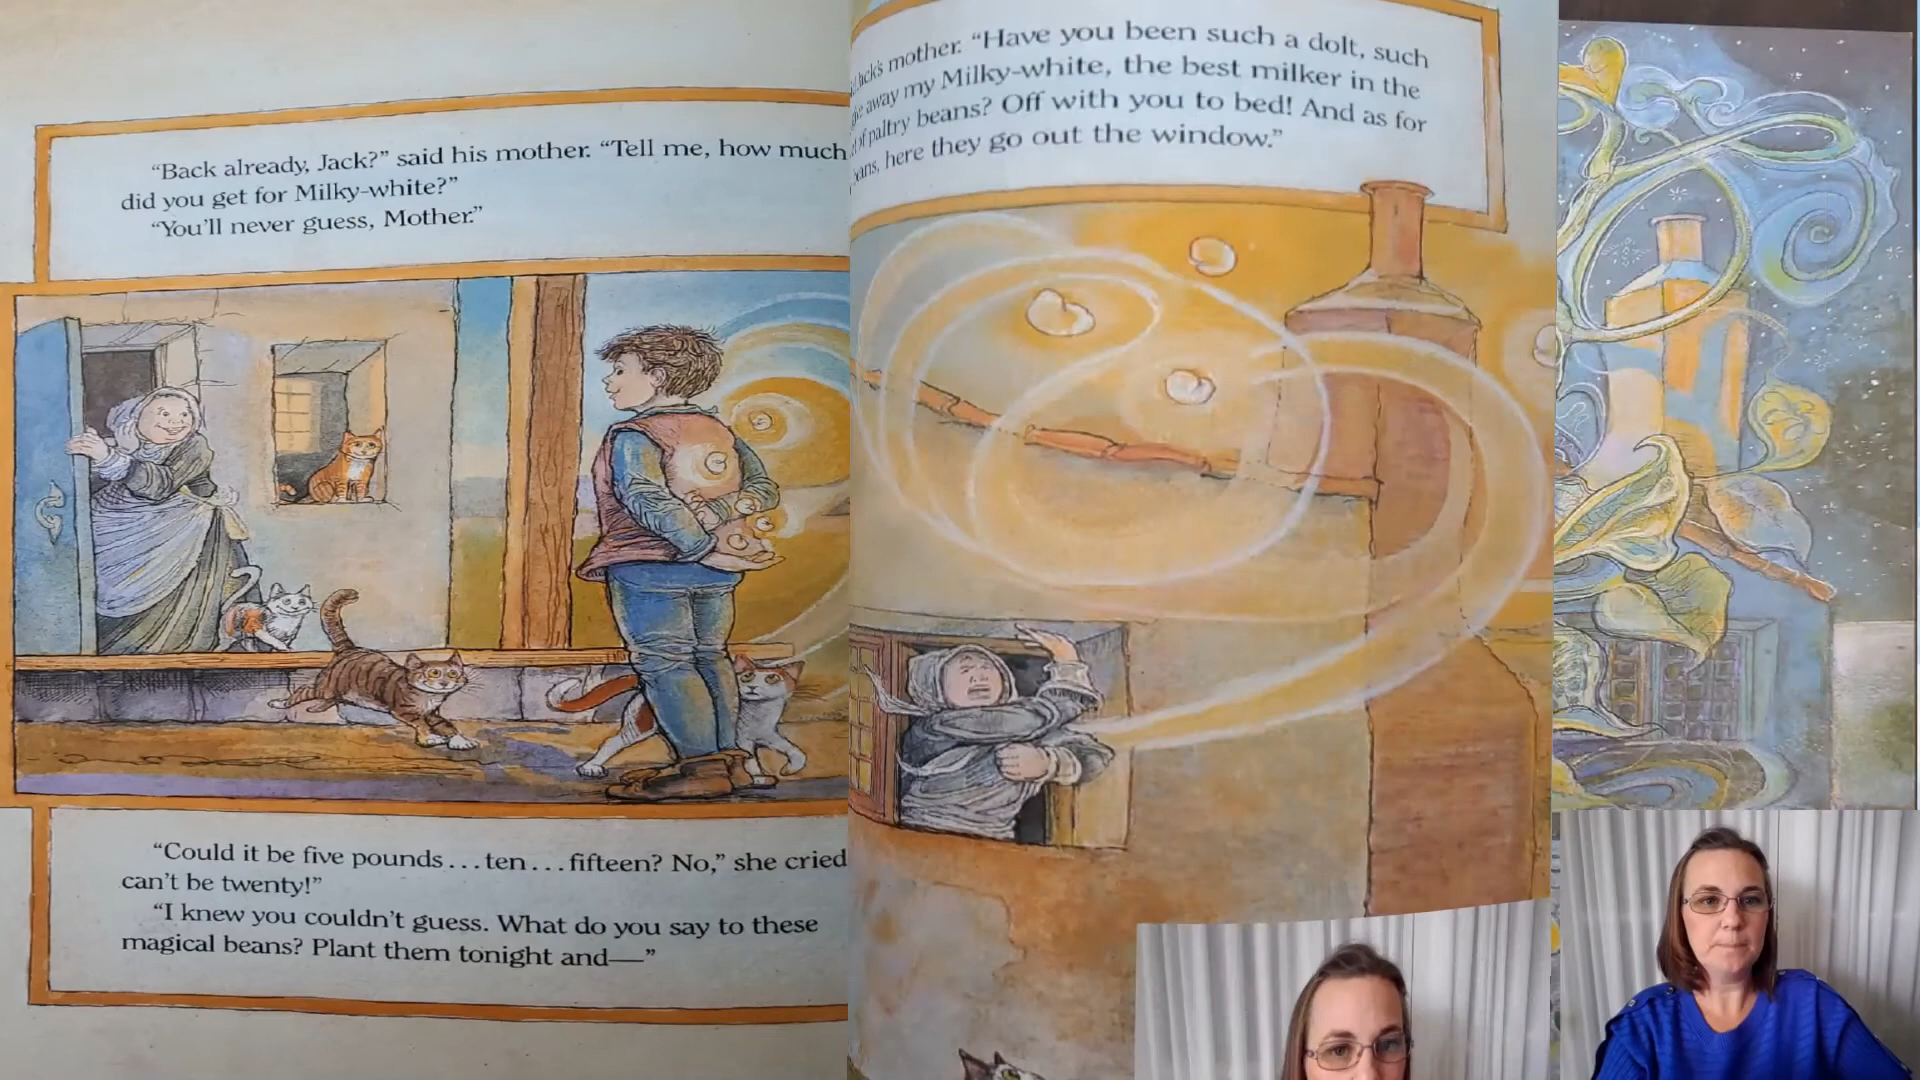 “Back already, Jack?” said his mother. “Tell me, how much
did you get for Milky-white?”
“You’ll never guess, Mother.”
“Could it be five pounds . . . ten . . . fifteen? No,” she cried
can’t be twenty!”
“I knew you couldn’t guess. What do you say to these
magical beans? Plant them tonight and—”
mother. “Have you been such a dolt, such
away my Milky-white, the best milker in the
of paltry beans? Off with you to bed! And as for
here they go out the window.”